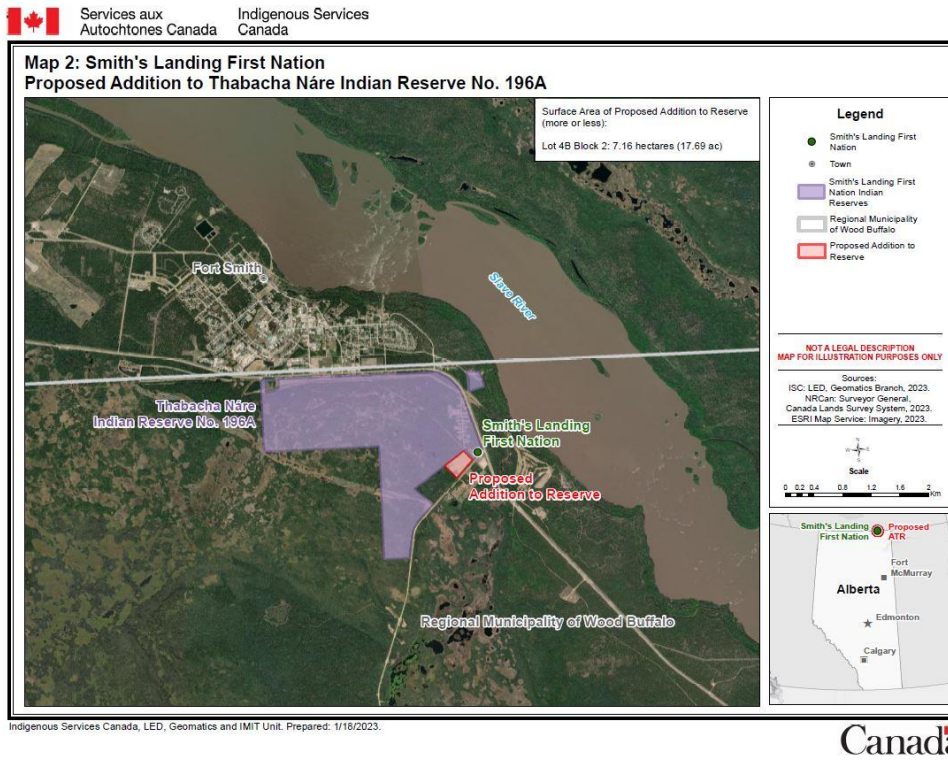 Services aux
Autochtones Canada
Indigenous Services
Canada
Map 2: Smith's Landing First Nation
Proposed Addition to Thabacha Náre Indian Reserve No. 196A
Surface Area of Proposed Addition to Reserve
(more or less):
Lot 4B Block 2: 7.16 hectares (17.69 ac)
Fort Smith
Slave River
Thabacha Náre
Indian Reserve No. 196A
Smith's Landing
First Nation
Proposed
Addition to Reserve
Regional Municipality of Wood Buffalo
Legend
Smith's Landing First
Nation
Town
Smith's Landing First
Nation Indian
Reserves
Regional Municipality
of Wood Buffalo
Proposed Addition to
Reserve
NOT A LEGAL DESCRIPTION
MAP FOR ILLUSTRATION PURPOSES ONLY
Sources:
ISC: LED, Geomatics Branch, 2023.
NRCan: Surveyor General,
Canada Lands Survey System, 2023.
ESRI Map Service: Imagery, 2023.
N
W E
S
Scale
0 0.2 0.4 0.8 1.2 1.6 2
Km
Smith's Landing
First Nation
Proposed
ATR
Fort
McMurray
Alberta
Edmonton
Calgary
Indigenous Services Canada, LED, Geomatics and IMIT Unit. Prepared: 1/18/2023.
Canada